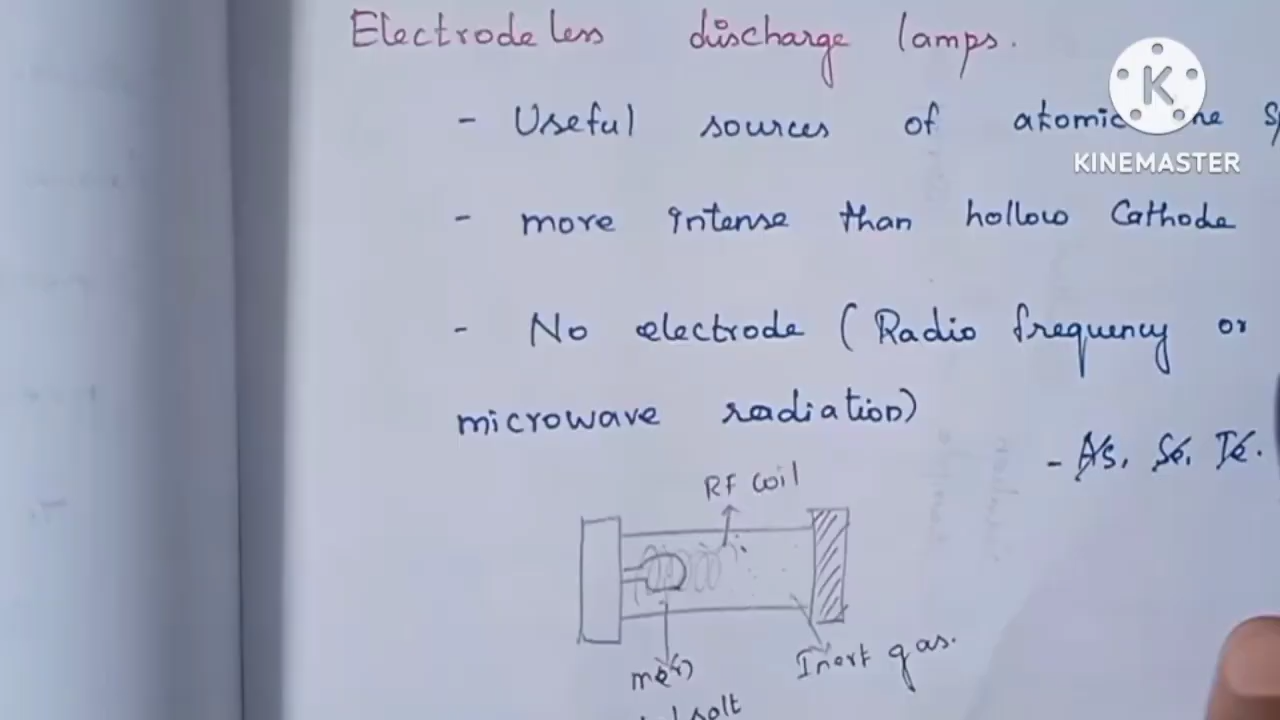 Electrodeless discharge lamps.
- Useful sources of atomic
- more intense than hollow Cathode
- No electrode (Radio frequency or
microwave radiation)
- As, Se, Te.
RF coil
Inert gas.
salt
K
KINEMASTER